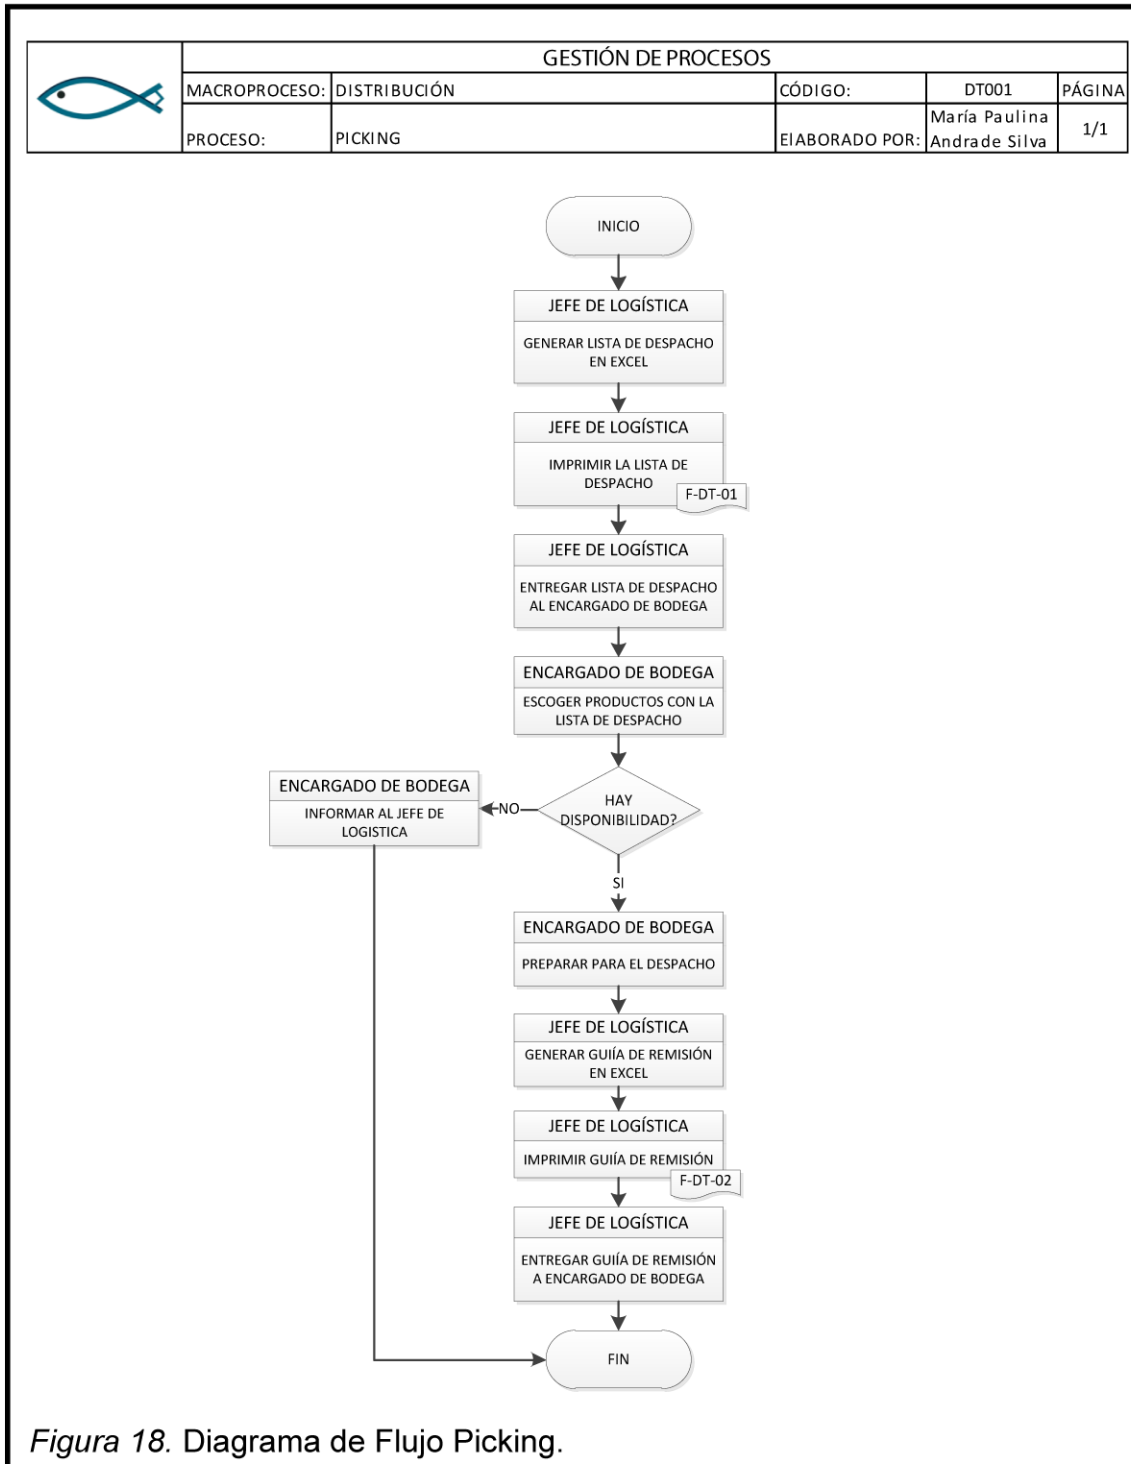 GESTIÓN DE PROCESOS
MACROPROCESO: DISTRIBUCIÓN CÓDIGO: DT001 PÁGINA
PROCESO: PICKING ElABORADO POR: María Paulina
Andrade Silva 1/1
INICIO
JEFE DE LOGÍSTICA
GENERAR LISTA DE DESPACHO
EN EXCEL
JEFE DE LOGÍSTICA
IMPRIMIR LA LISTA DE
DESPACHO
F-DT-01
JEFE DE LOGÍSTICA
ENTREGAR LISTA DE DESPACHO
AL ENCARGADO DE BODEGA
ENCARGADO DE BODEGA
ESCOGER PRODUCTOS CON LA
LISTA DE DESPACHO
HAY
DISPONIBILIDAD?
NO
ENCARGADO DE BODEGA
INFORMAR AL JEFE DE
LOGISTICA
SI
ENCARGADO DE BODEGA
PREPARAR PARA EL DESPACHO
JEFE DE LOGÍSTICA
GENERAR GUIÍA DE REMISIÓN
EN EXCEL
JEFE DE LOGÍSTICA
IMPRIMIR GUIÍA DE REMISIÓN
F-DT-02
JEFE DE LOGÍSTICA
ENTREGAR GUIÍA DE REMISIÓN
A ENCARGADO DE BODEGA
FIN
Figura 18. Diagrama de Flujo Picking.